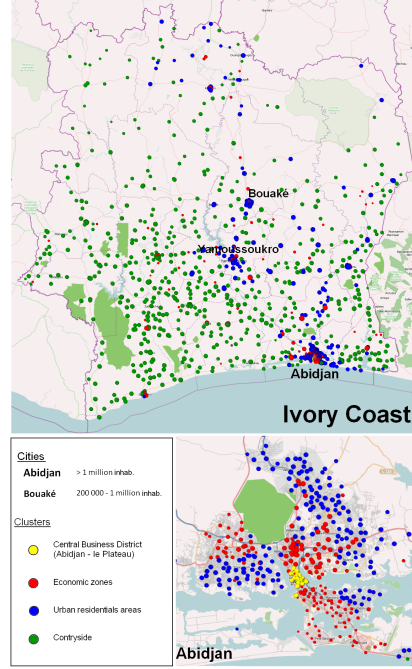 Bouaké
Yamoussoukro
Abidjan
Ivory Coast
Cities
Abidjan > 1 million inhab.
Bouaké 200 000 - 1 million inhab.
Clusters
Central Business District
(Abidjan - le Plateau)
Economic zones
Urban residentials areas
Contryside
Abidjan